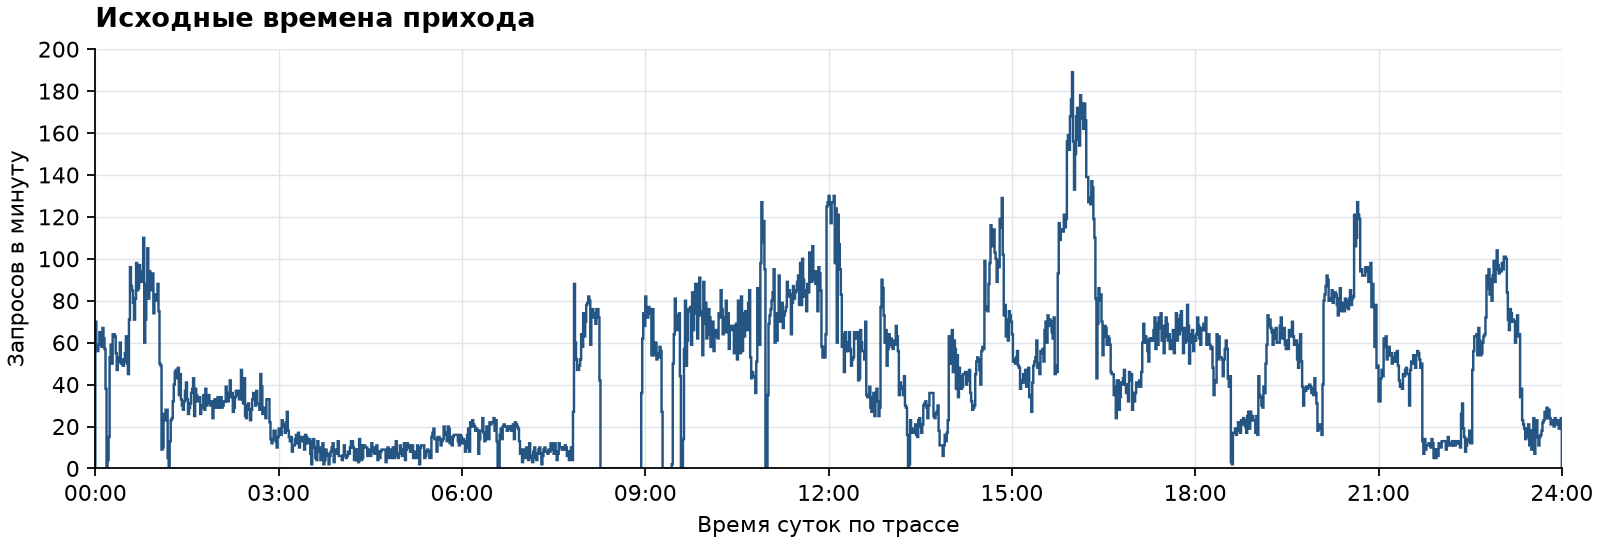 Исходные времена прихода
Запросов в минуту
200
180
160
140
120
100
80
60
40
20
0
00:00 03:00 06:00 09:00 12:00 15:00 18:00 21:00 24:00
Время суток по трассе